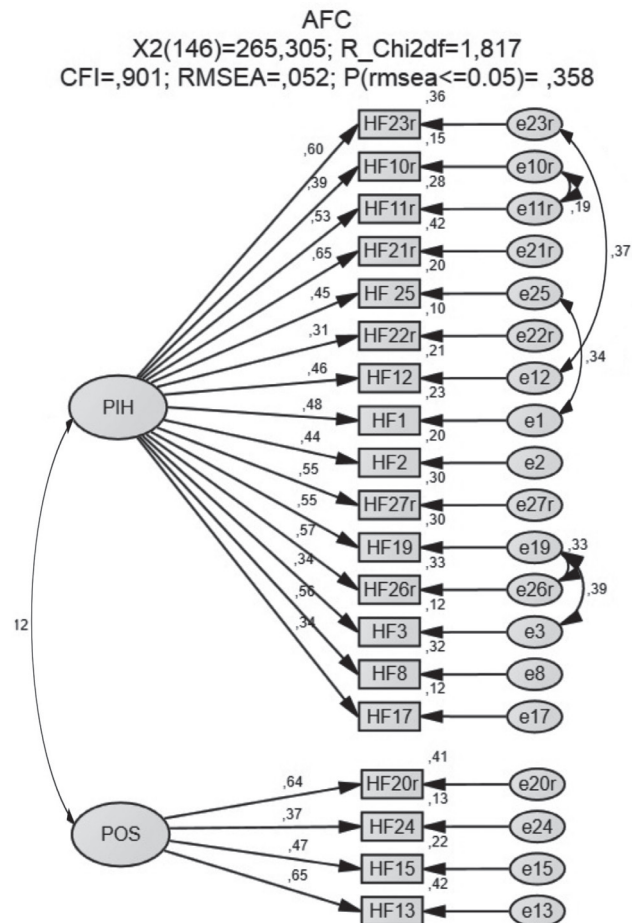 AFC
X2(146)=265,305; R_Chi2df=1,817
CFI=,901; RMSEA=,052; P(rmsea<=0.05)= ,358
,36
,60 HF23r e23r
,15
,39 HF10r e10r
,28
,53 HF11r e11r ,19
,42
,65 HF21r e21r ,37
,20
,45 HF 25 e25
,10
,31 HF22r e22r
,21
,46 HF12 e12 ,34
,23
PIH ,48 HF1 e1
,20
,44 HF2 e2
,30
,55 HF27r e27r
,30
,55 HF19 e19 ,33
,33
,57 HF26r e26r ,39
,12
,34 HF3 e3
,32
,56 HF8 e8
,12
,34 HF17 e17
12
,41
,64 HF20r e20r
,13
POS ,37 HF24 e24
,22
,47 HF15 e15
,42
,65 HF13 e13